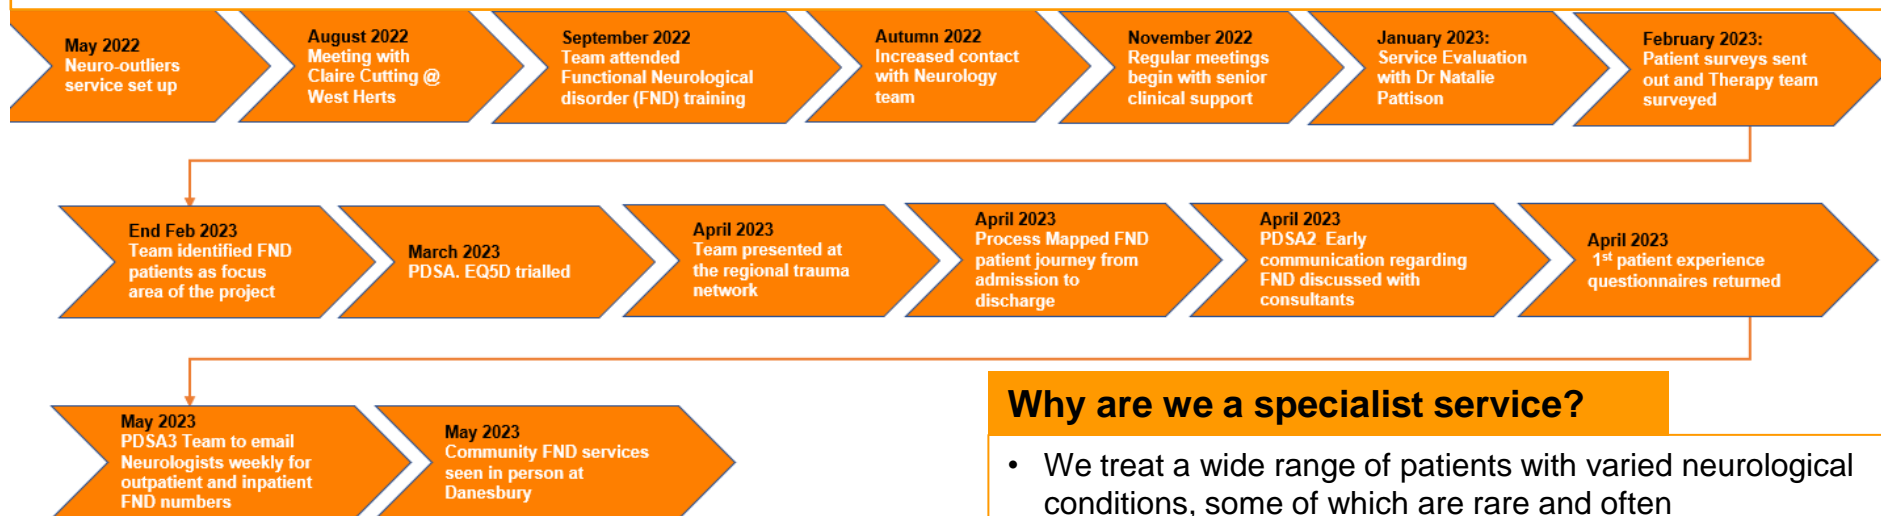 May 2022
Neuro-outliers
service set up
August 2022
Meeting with
Claire Cutting @
West Herts
September 2022
Team attended
Functional Neurological
disorder (FND) training
Autumn 2022
Increased contact
with Neurology
team
November 2022
Regular meetings
begin with senior
clinical support
January 2023:
Service Evaluation
with Dr Natalie
Pattison
February 2023:
Patient surveys sent
out and Therapy team
surveyed
End Feb 2023
Team identified FND
patients as focus
area of the project
March 2023
PDSA. EQ5D trialled
April 2023
Team presented at
the regional trauma
network
April 2023
Process Mapped FND
patient journey from
admission to
discharge
April 2023
PDSA2 Early
communication regarding
FND discussed with
consultants
April 2023
1st patient experience
questionnaires returned
May 2023
PDSA3 Team to email
Neurologists weekly for
outpatient and inpatient
FND numbers
May 2023
Community FND services
seen in person at
Danesbury
Why are we a specialist service?
• We treat a wide range of patients with varied neurological
conditions, some of which are rare and often